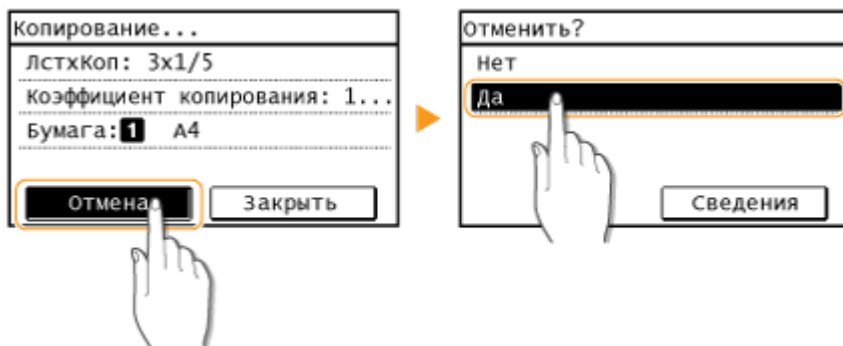 Копирование...
ЛстхКоп: 3x1/5
Коэффициент копирования: 1...
Бумага: 1 A4
Отмена
Закрыть
Отменить?
Нет
Да
Сведения